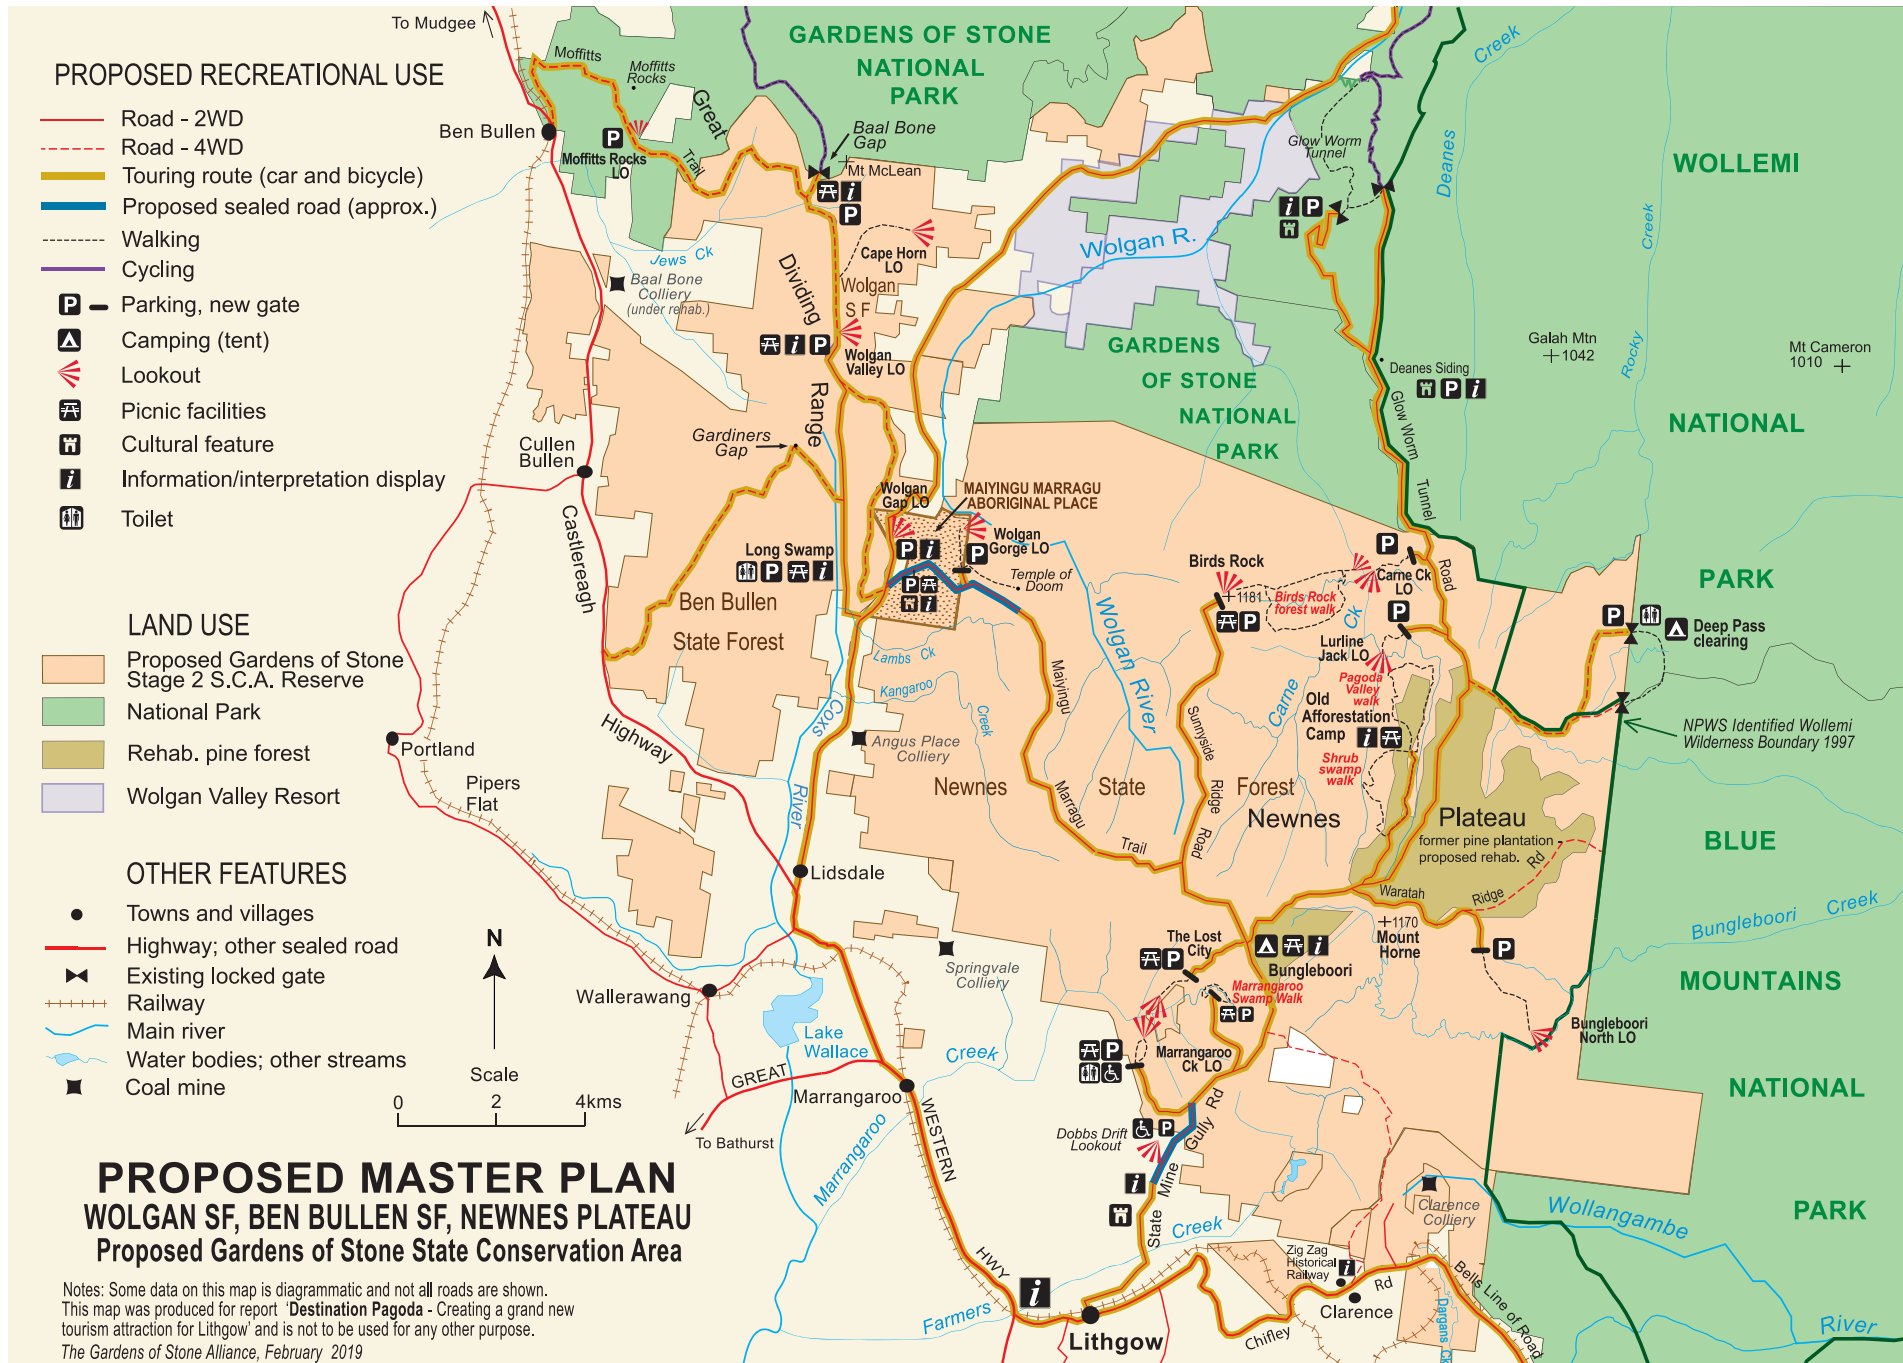 To Mudgee
PROPOSED RECREATIONAL USE
Road - 2WD
Road - 4WD
Touring route (car and bicycle)
Proposed sealed road (approx.)
Walking
Cycling
Parking, new gate
Camping (tent)
Lookout
Picnic facilities
Cultural feature
Information/interpretation display
Toilet
LAND USE
Proposed Gardens of Stone
Stage 2 S.C.A. Reserve
National Park
Rehab. pine forest
Wolgan Valley Resort
OTHER FEATURES
Towns and villages
Highway; other sealed road
Existing locked gate
Railway
Main river
Water bodies; other streams
Coal mine
N
Scale
0 2 4kms
PROPOSED MASTER PLAN
WOLGAN SF, BEN BULLEN SF, NEWNES PLATEAU
Proposed Gardens of Stone State Conservation Area
Notes: Some data on this map is diagrammatic and not all roads are shown.
This map was produced for report 'Destination Pagoda - Creating a grand new
tourism attraction for Lithgow' and is not to be used for any other purpose.
The Gardens of Stone Alliance, February 2019
GARDENS OF STONE
NATIONAL
PARK
Moffitts
Moffitts
Rocks
Great
Trail
Ben Bullen
P
Moffitts Rocks
LO
Baal Bone
Gap
Mt McLean
i
P
Cape Horn
LO
Wolgan
S F
Dividing
Range
Jews Ck
Baal Bone
Colliery
(under rehab.)
i P
Wolgan
Valley LO
Gardiners
Gap
Cullen
Bullen
Castlereagh
Highway
Wolgan
Gap LO
MAIYINGU MARRAGU
ABORIGINAL PLACE
P i
Wolgan
Gorge LO
P
Temple of
Doom
P
i
Long Swamp
P i
Ben Bullen
State Forest
Lambs Ck
Kangaroo
Creek
Coxs
River
Angus Place
Colliery
Portland
Pipers
Flat
Lidsdale
Wallerawang
Springvale
Colliery
Lake
Wallace
GREAT
WESTERN
HWY
Marrangaroo
To Bathurst
Marrangaroo
Creek
Farmers
Creek
i
Lithgow
Glow Worm
Tunnel
i P
Wolgan R.
GARDENS
OF STONE
NATIONAL
PARK
Deanes
Creek
WOLLEMI
NATIONAL
PARK
Galah Mtn
1042
Mt Cameron
1010
Rocky
Creek
Deanes Siding
P i
Glow Worm
Tunnel
Road
P
Carne Ck
LO
P
Birds Rock
1181
P
Birds Rock
forest walk
Lurline
Jack LO
Pagoda
Valley
walk
Carne
Ck
Old
Afforestation
Camp
i
Shrub
swamp
walk
P
Deep Pass
clearing
NPWS Identified Wollemi
Wilderness Boundary 1997
Wolgan River
Maiyingu
Marragu
Trail
Sunnyside
Ridge
Road
Newnes
State
Forest
Newnes
Plateau
former pine plantation -
proposed rehab.
Waratah
Ridge
Rd
1170
Mount
Horne
P
BLUE
MOUNTAINS
NATIONAL
PARK
Bungleboori Creek
Bungleboori
North LO
The Lost
City
P
i
Bungleboori
Marrangaroo
Swamp Walk
P
Marrangaroo
Ck LO
P
Dobbs Drift
Lookout
P
i
State
Mine
Gully
Rd
Clarence
Colliery
Wollangambe
River
Zig Zag
Historical
Railway
i
Clarence
Chifley
Rd
Bells Line of Road
Dargans Ck